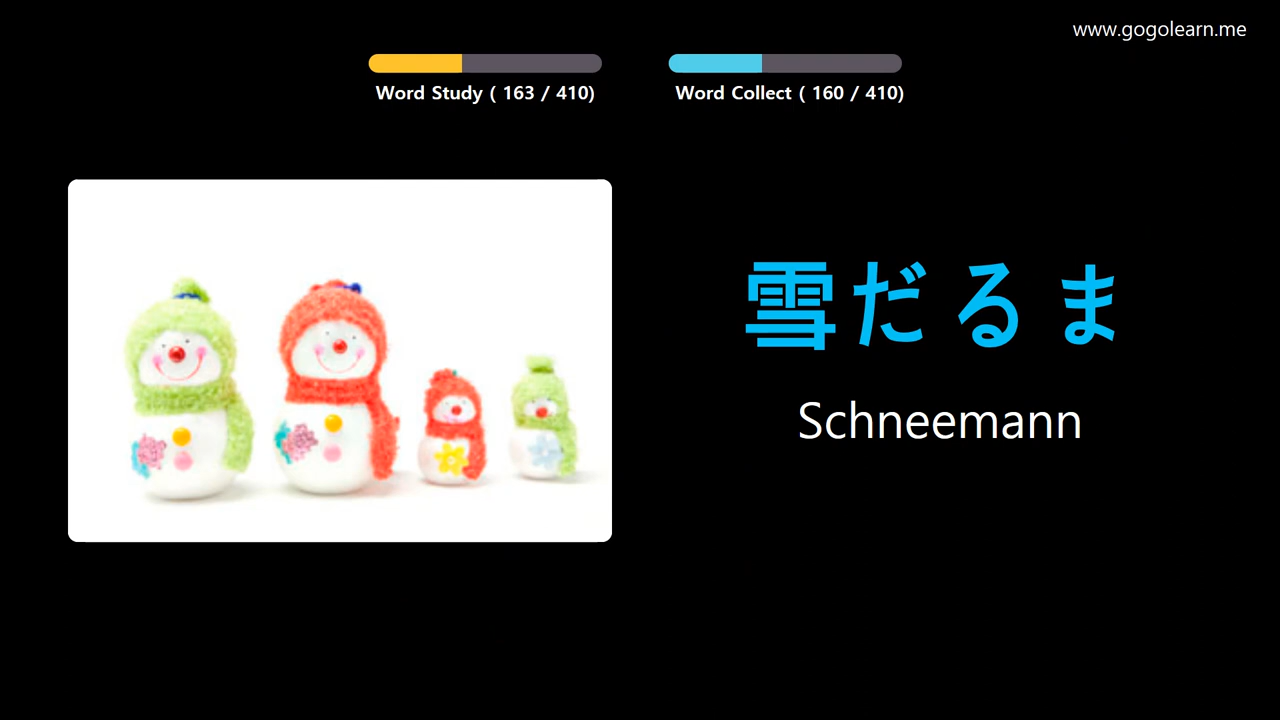 www.gogolearn.me
Word Study ( 163 / 410)
Word Collect ( 160 / 410)
雪だるま
Schneemann